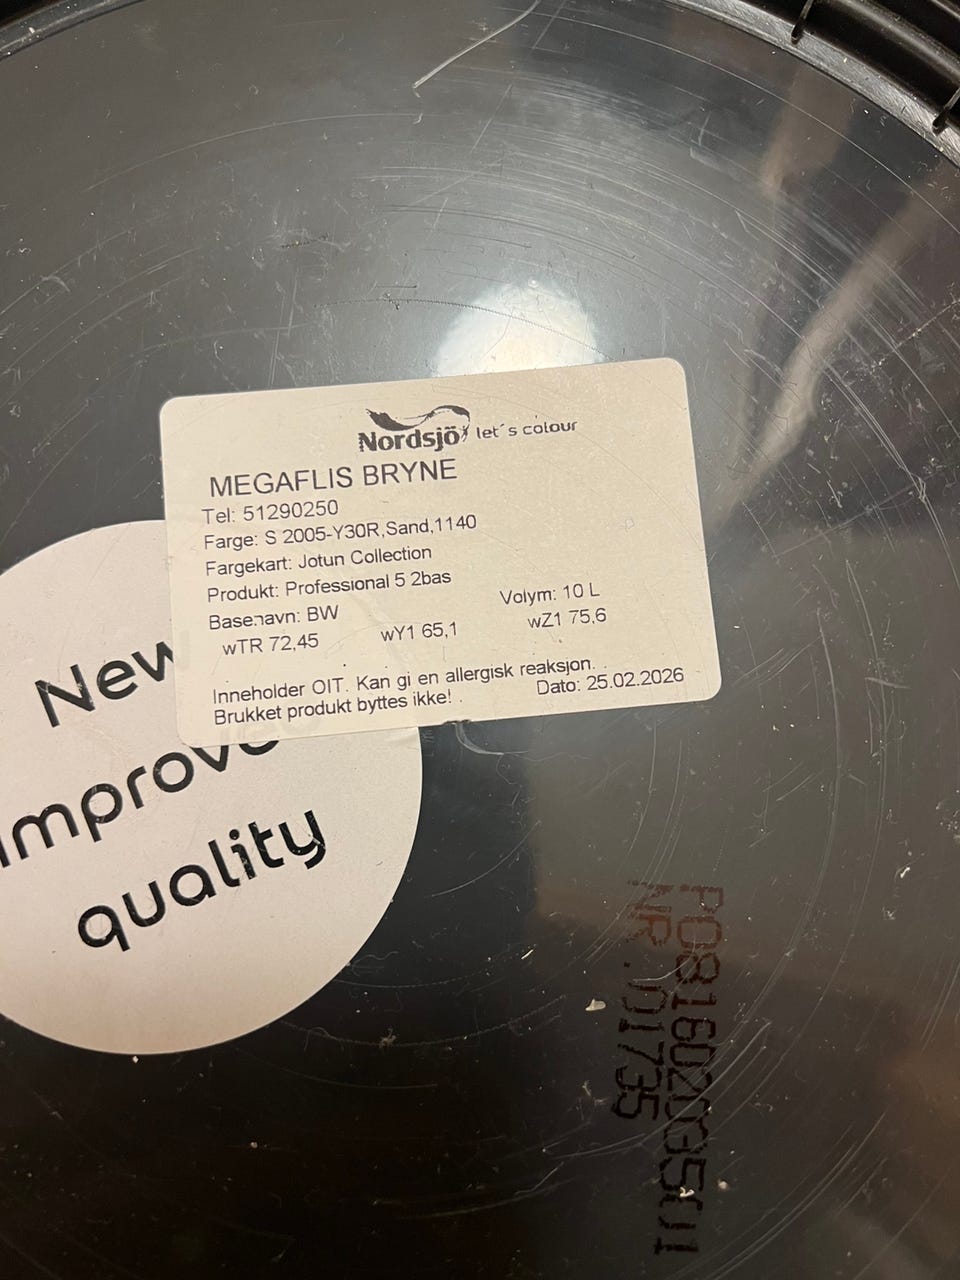 Nordsjö let´s colour
MEGAFLIS BRYNE
Tel: 51290250
Farge: S 2005-Y30R,Sand,1140
Fargekart: Jotun Collection
Produkt: Professional 5 2bas
Basenavn: BW Volym: 10 L
wTR 72,45 wY1 65,1 wZ1 75,6
Inneholder OIT. Kan gi en allergisk reaksjon.
Brukket produkt byttes ikke! Dato: 25.02.2026
New
improve
quality
NR. 01735